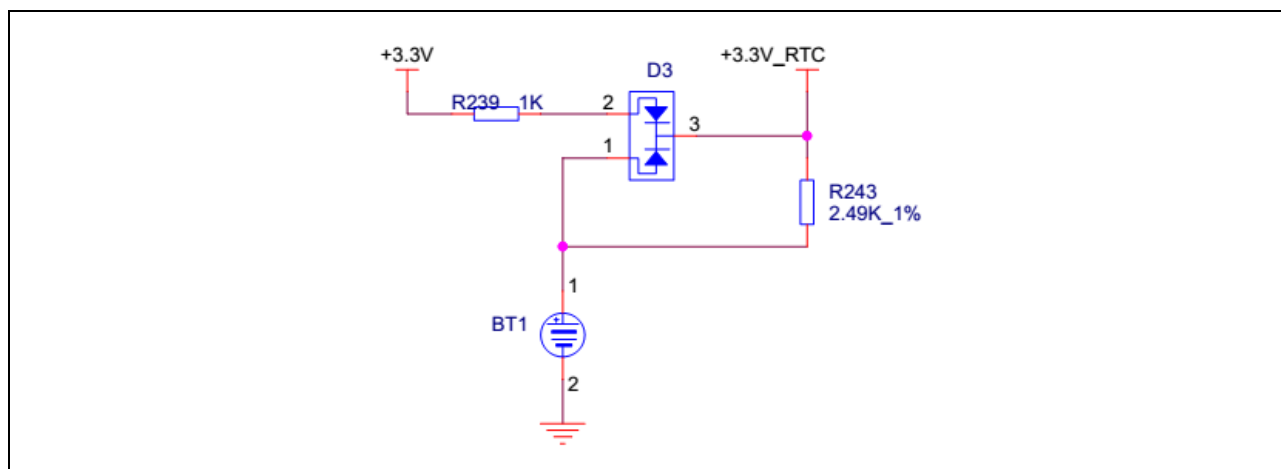 +3.3V
+3.3V_RTC
D3
R239 1K
2
1
3
R243
2.49K_1%
1
BT1
+
2